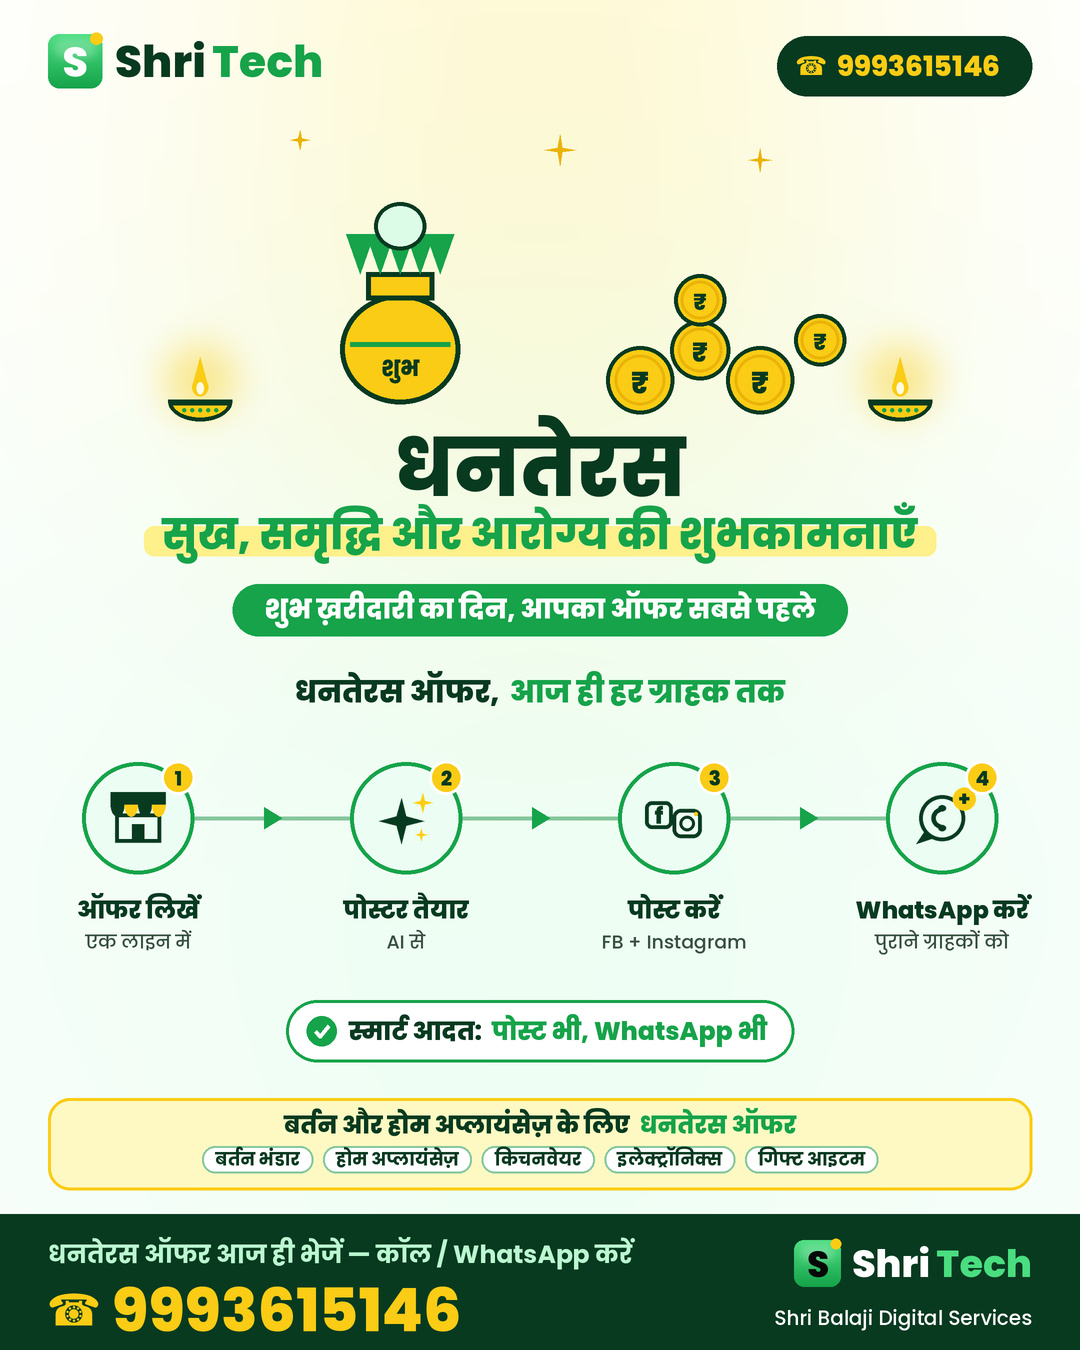 S Shri Tech
☎ 9993615146
शुभ
₹
₹
₹
₹
₹
धनतेरस
सुख, समृद्धि और आरोग्य की शुभकामनाएँ
शुभ ख़रीदारी का दिन, आपका ऑफर सबसे पहले
धनतेरस ऑफर, आज ही हर ग्राहक तक
1
2
3
4
ऑफर लिखें
एक लाइन में
पोस्टर तैयार
AI से
पोस्ट करें
FB + Instagram
WhatsApp करें
पुराने ग्राहकों को
स्मार्ट आदत: पोस्ट भी, WhatsApp भी
बर्तन और होम अप्लायंसेज़ के लिए धनतेरस ऑफर
बर्तन भंडार होम अप्लायंसेज़ किचनवेयर इलेक्ट्रॉनिक्स गिफ्ट आइटम
धनतेरस ऑफर आज ही भेजें — कॉल / WhatsApp करें
☎ 9993615146
S Shri Tech
Shri Balaji Digital Services